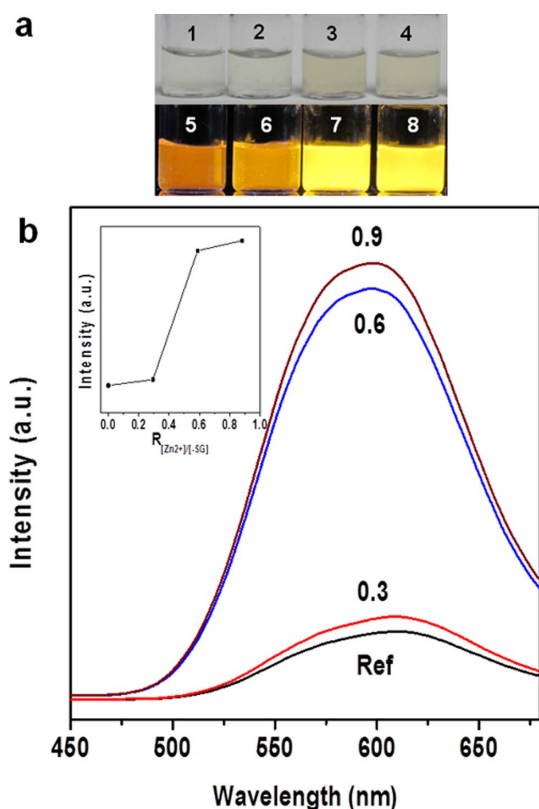 a
1 2 3 4
5 6 7 8
b
0.9
0.6
0.3
Ref
Intensity (a.u.)
0.0 0.2 0.4 0.6 0.8 1.0
R[Zn2+]/[-SG]
Intensity (a.u.)
450 500 550 600 650
Wavelength (nm)